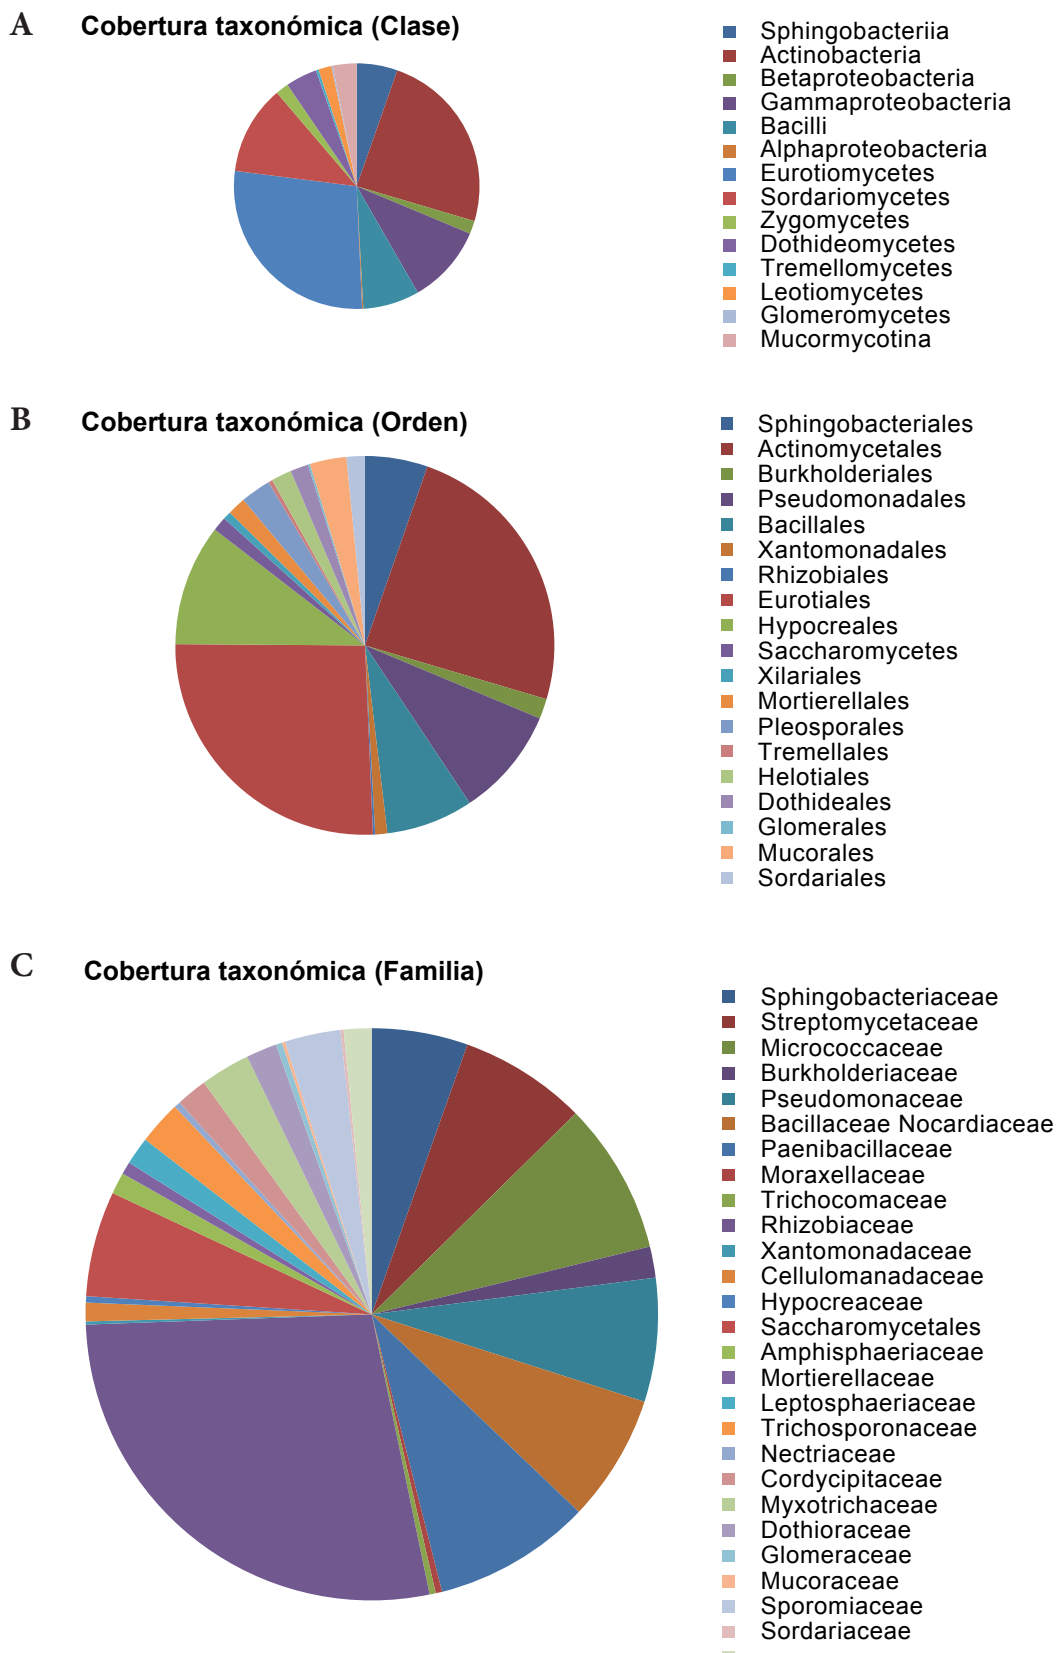 A
Cobertura taxonómica (Clase)
Sphingobacteriia
Actinobacteria
Betaproteobacteria
Gammaproteobacteria
Bacilli
Alphaproteobacteria
Eurotiomycetes
Sordariomycetes
Zygomycetes
Dothideomycetes
Tremellomycetes
Leotiomycetes
Glomeromycetes
Mucormycotina
B
Cobertura taxonómica (Orden)
Sphingobacteriales
Actinomycetales
Burkholderiales
Pseudomonadales
Bacillales
Xantomonadales
Rhizobiales
Eurotiales
Hypocreales
Saccharomycetes
Xilariales
Mortierellales
Pleosporales
Tremellales
Helotiales
Dothideales
Glomerales
Mucorales
Sordariales
C
Cobertura taxonómica (Familia)
Sphingobacteriaceae
Streptomycetaceae
Micrococcaceae
Burkholderiaceae
Pseudomonaceae
Bacillaceae Nocardiaceae
Paenibacillaceae
Moraxellaceae
Trichocomaceae
Rhizobiaceae
Xantomonadaceae
Cellulomanadaceae
Hypocreaceae
Saccharomycetales
Amphisphaeriaceae
Mortierellaceae
Leptosphaeriaceae
Trichosporonaceae
Nectriaceae
Cordycipitaceae
Myxotrichaceae
Dothioraceae
Glomeraceae
Mucoraceae
Sporomiaceae
Sordariaceae